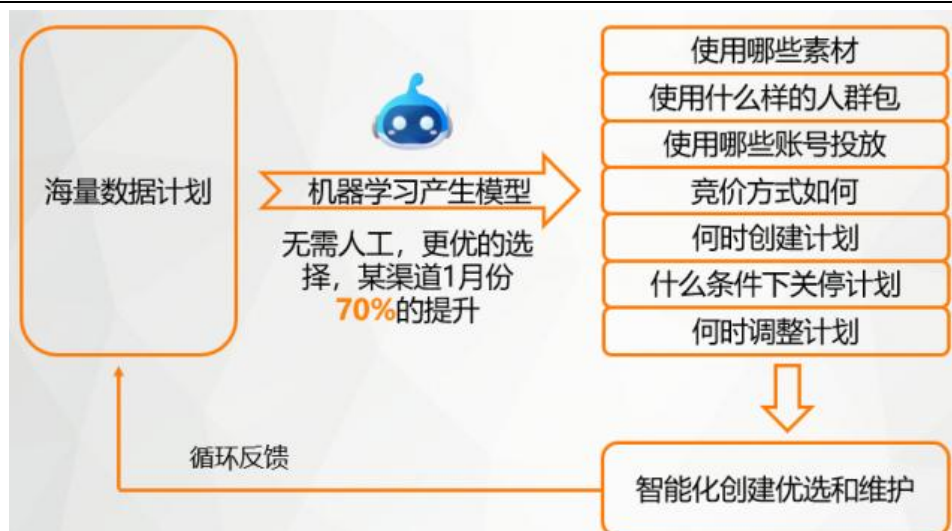 使用哪些素材
使用什么样的人群包
使用哪些账号投放
海量数据计划
机器学习产生模型
竞价方式如何
无需人工，更优的选
择，某渠道1月份
70%的提升
何时创建计划
什么条件下关停计划
何时调整计划
循环反馈
智能化创建优选和维护